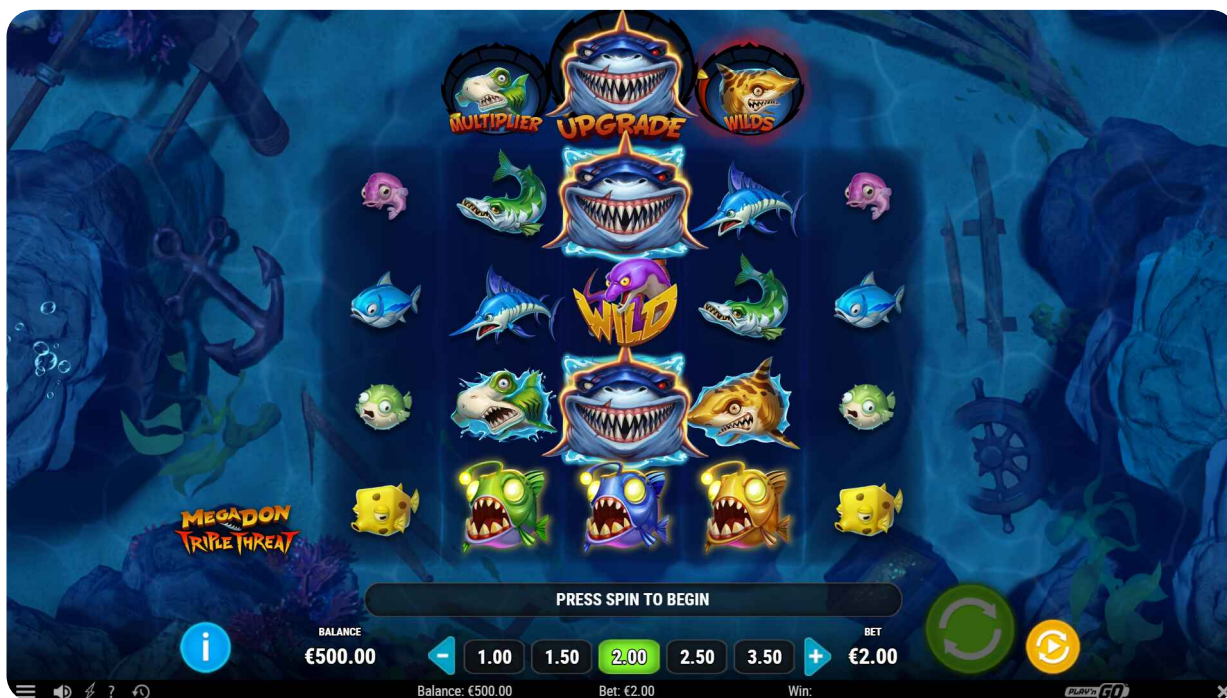 MULTIPLIER UPGRADE WILDS
WILD
MEGADON
TRIPLE THREAT
PRESS SPIN TO BEGIN
i
BALANCE
€500.00
- 1.00 1.50 2.00 2.50 3.50 +
BET
€2.00
? Balance: €500.00 Bet: €2.00 Win: PLAY'n GO